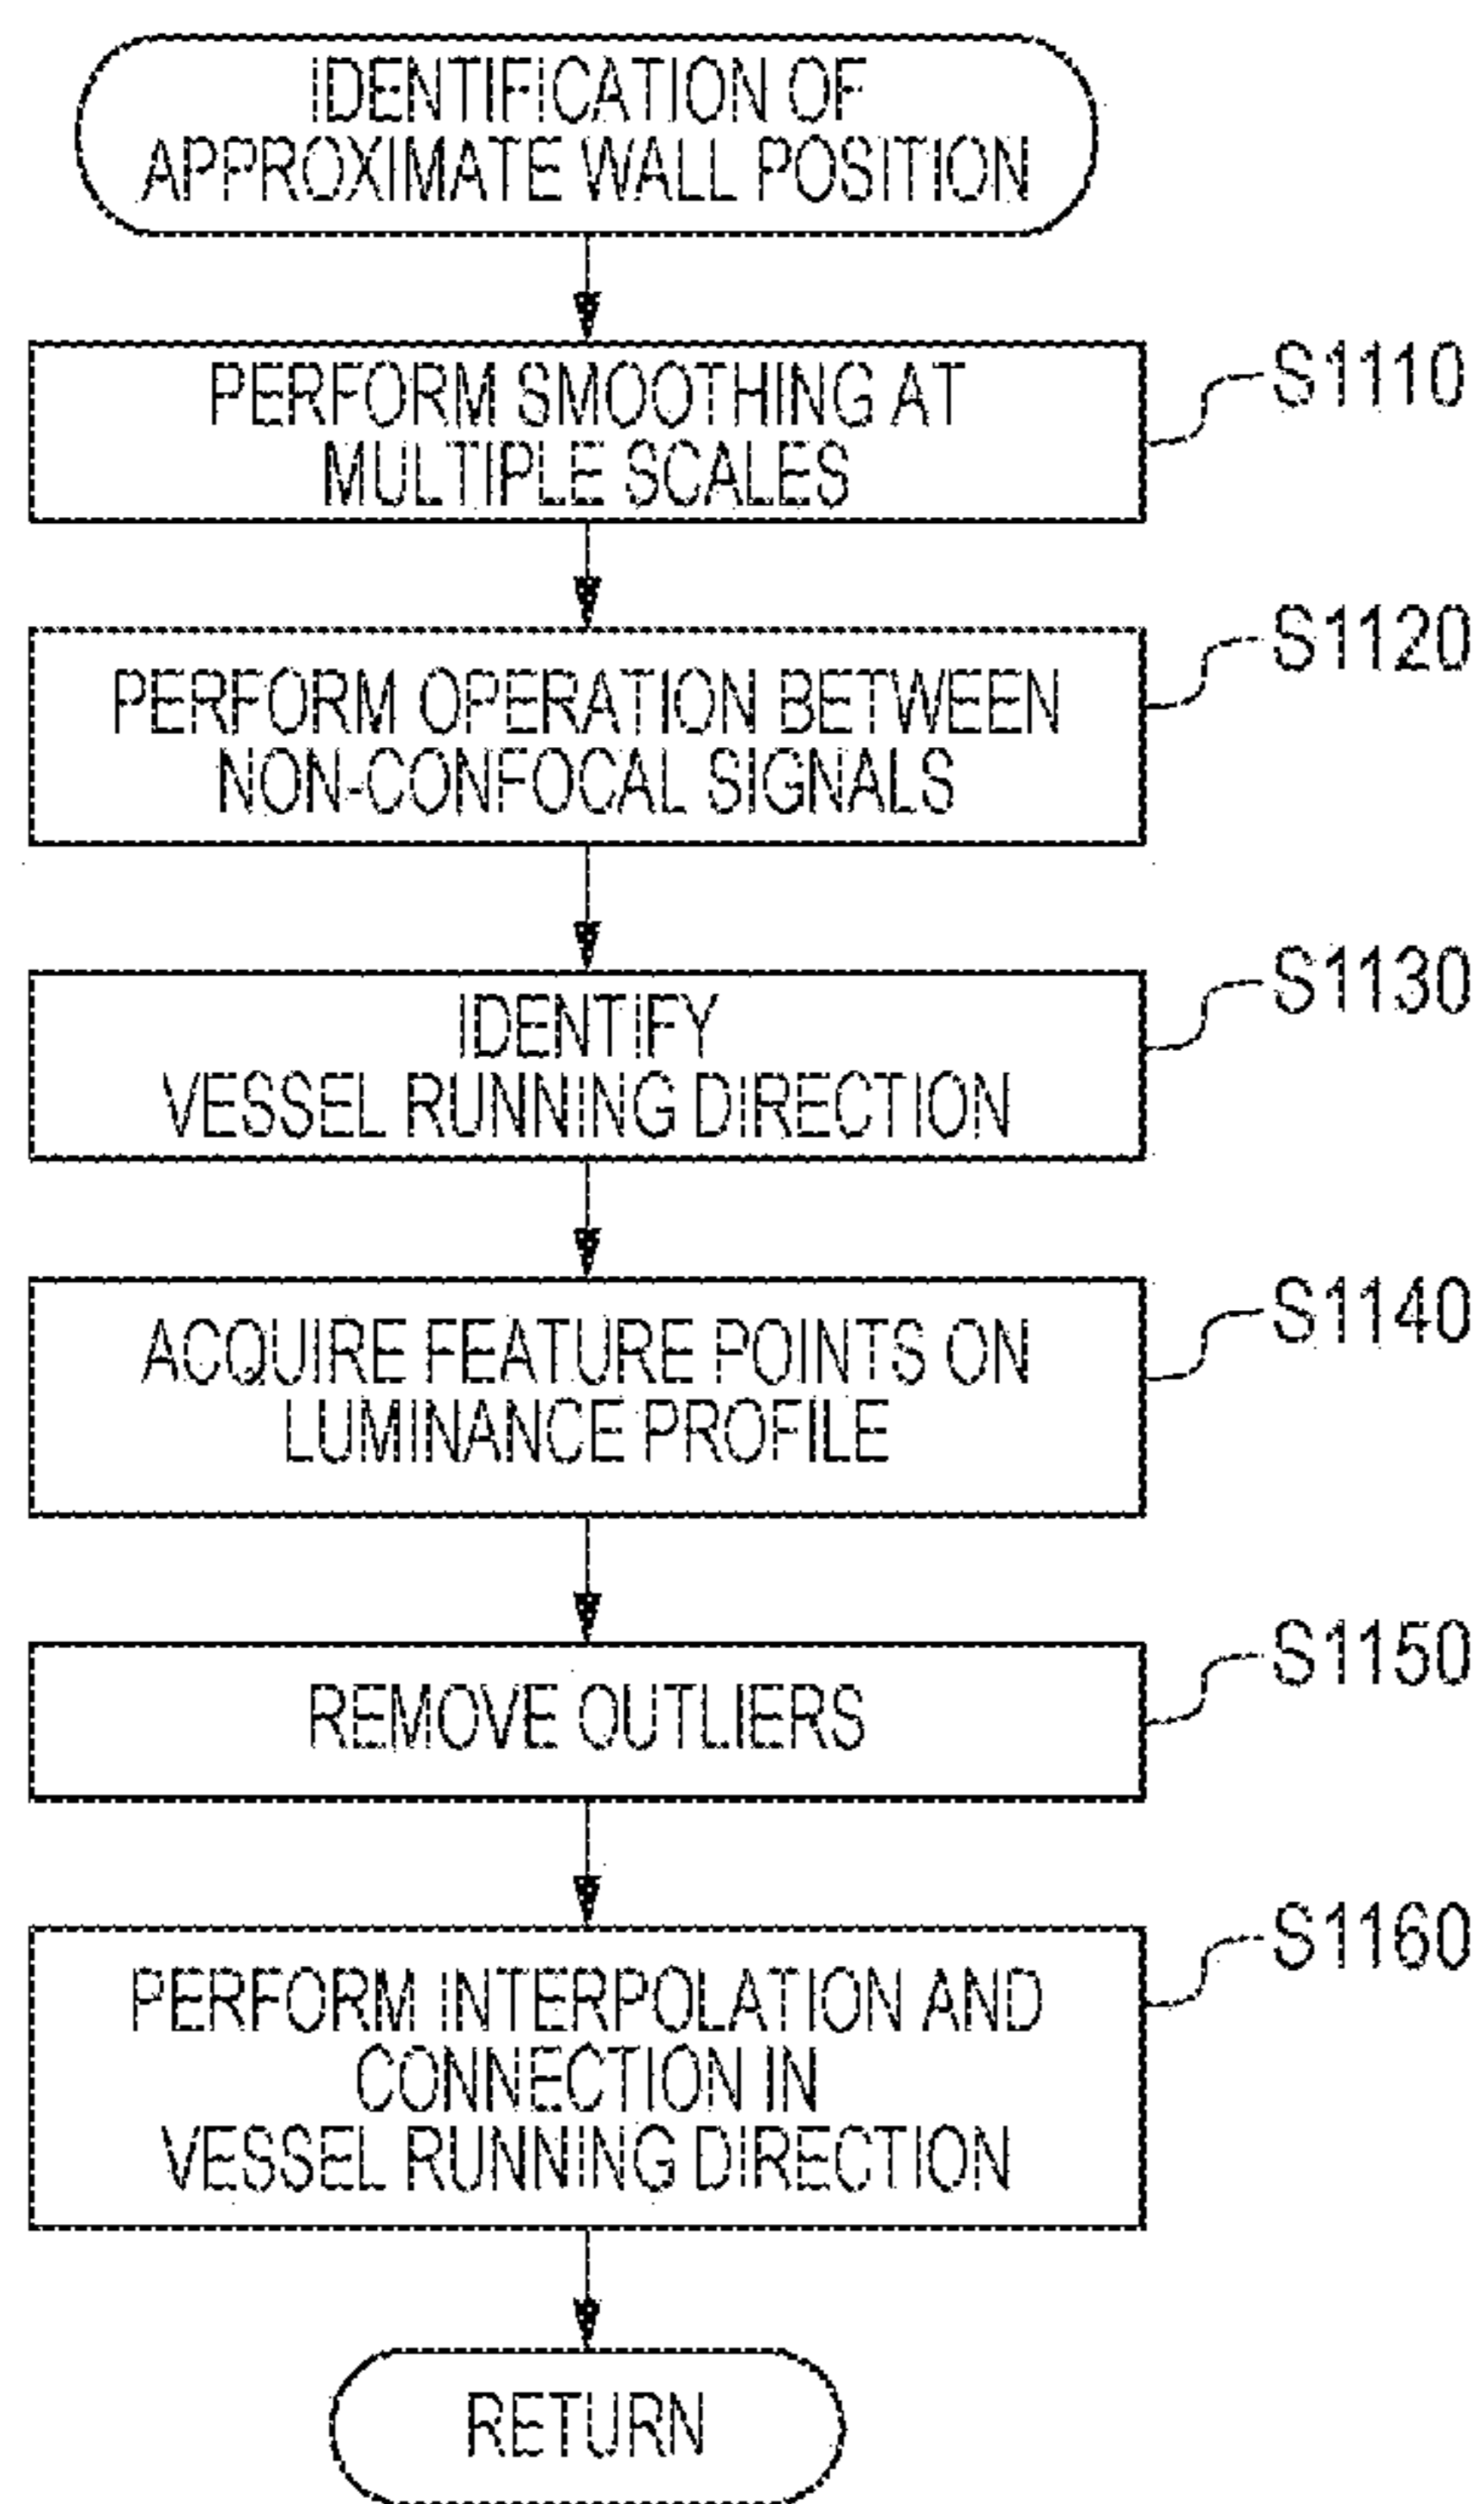 IDENTIFICATION OF
APPROXIMATE WALL POSITION
PERFORM SMOOTHING AT
MULTIPLE SCALES
S1110
PERFORM OPERATION BETWEEN
NON-CONFOCAL SIGNALS
S1120
IDENTIFY
VESSEL RUNNING DIRECTION
S1130
ACQUIRE FEATURE POINTS ON
LUMINANCE PROFILE
S1140
REMOVE OUTLIERS
S1150
PERFORM INTERPOLATION AND
CONNECTION IN
VESSEL RUNNING DIRECTION
S1160
RETURN